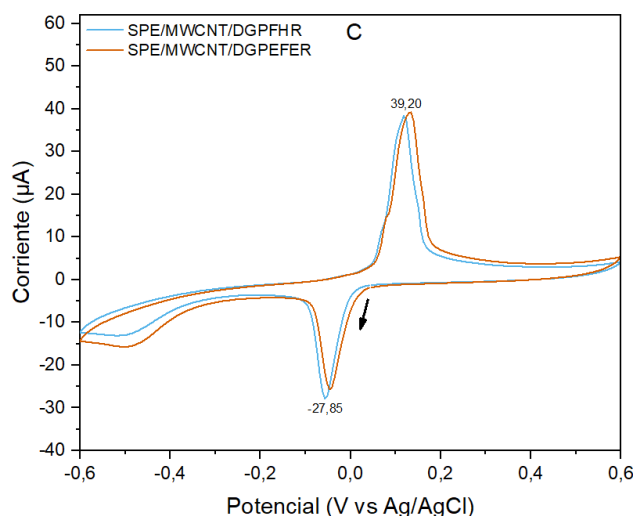 60
C
SPE/MWCNT/DGPFHR
SPE/MWCNT/DGPEFER
50
39,20
40
30
20
10
0
-10
-20
-27,85
-30
-40
-0,6 -0,4 -0,2 0,0 0,2 0,4 0,6
Corriente (µA)
Potencial (V vs Ag/AgCl)